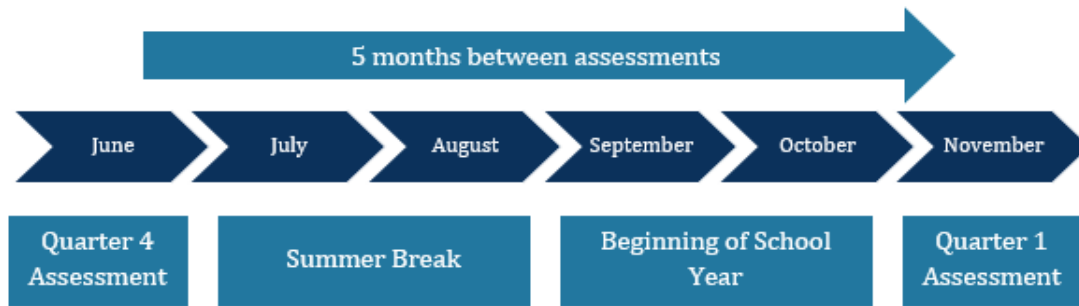 5 months between assessments
June
July
August
September
October
November
Quarter 4
Assessment
Summer Break
Beginning of School
Year
Quarter 1
Assessment